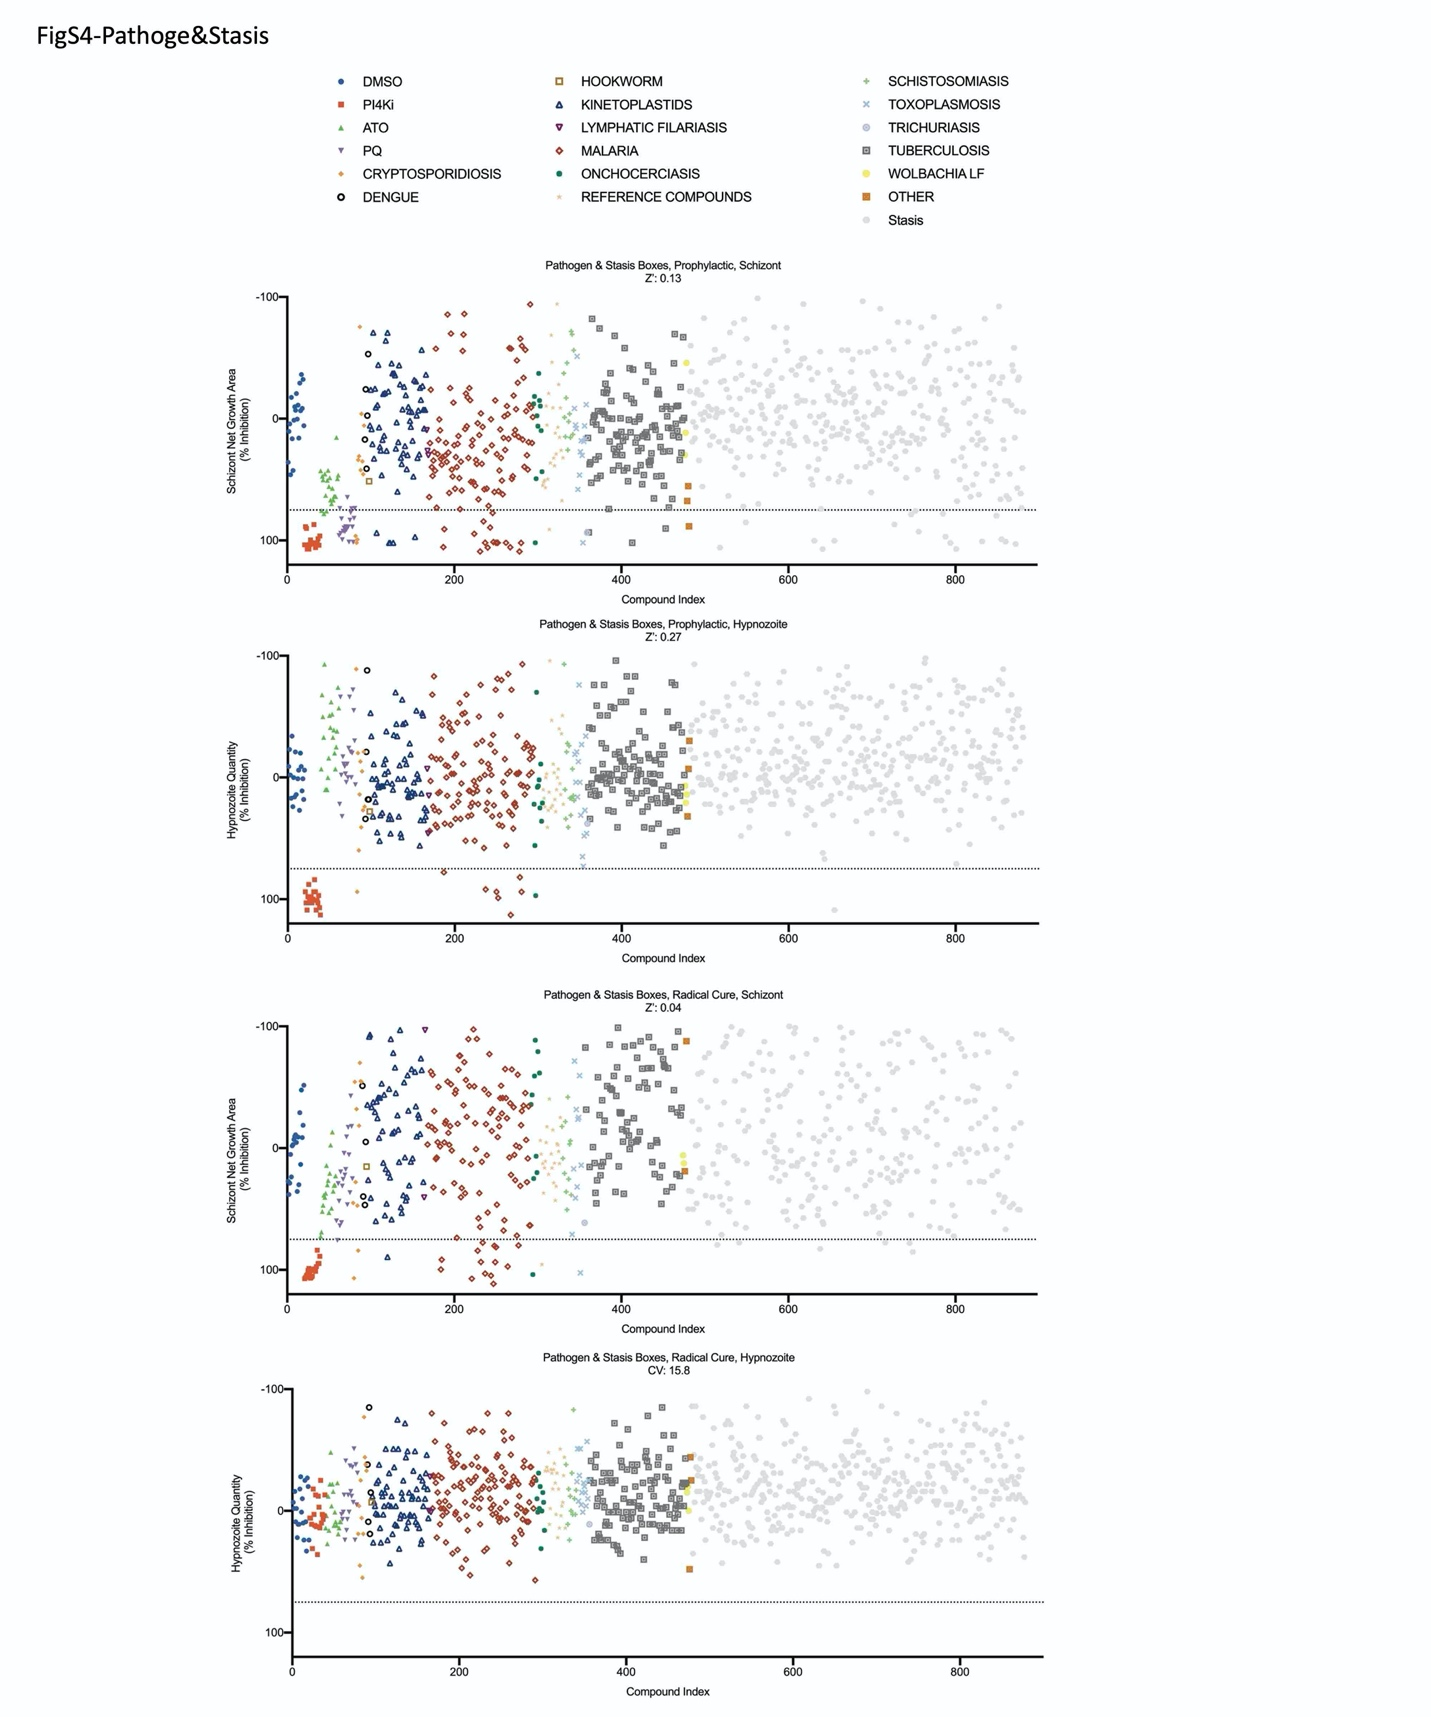 FigS4-Pathoge&Stasis
DMSO
PI4Ki
ATO
PQ
CRYPTOSPORIDIOSIS
DENGUE
HOOKWORM
KINETOPLASTIDS
LYMPHATIC FILARIASIS
MALARIA
ONCHOCERCIASIS
REFERENCE COMPOUNDS
SCHISTOSOMIASIS
TOXOPLASMOSIS
TRICHURIASIS
TUBERCULOSIS
WOLBACHIA LF
OTHER
Stasis
Pathogen & Stasis Boxes, Prophylactic, Schizont
Z': 0.13
Schizont Net Growth Area
(% Inhibition)
-100
0
100
0 200 400 600 800
Compound Index
Pathogen & Stasis Boxes, Prophylactic, Hypnozoite
Z': 0.27
Hypnozoite Quantity
(% Inhibition)
-100
0
100
0 200 400 600 800
Compound Index
Pathogen & Stasis Boxes, Radical Cure, Schizont
Z': 0.04
Schizont Net Growth Area
(% Inhibition)
-100
0
100
0 200 400 600 800
Compound Index
Pathogen & Stasis Boxes, Radical Cure, Hypnozoite
CV: 15.8
Hypnozoite Quantity
(% Inhibition)
-100
0
100
0 200 400 600 800
Compound Index